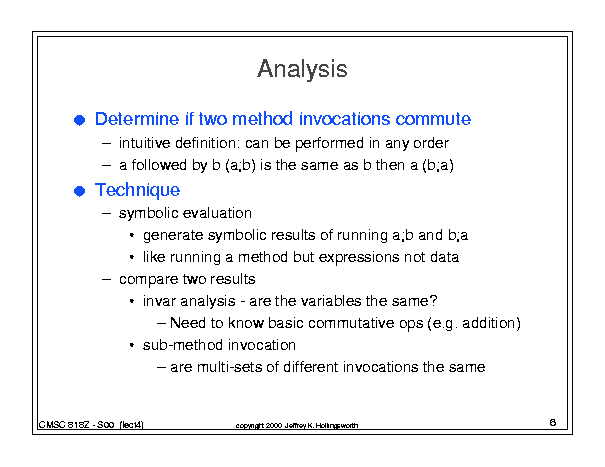 Analysis
Determine if two method invocations commute
– intuitive definition: can be performed in any order
– a followed by b (a;b) is the same as b then a (b;a)
Technique
– symbolic evaluation
• generate symbolic results of running a;b and b;a
• like running a method but expressions not data
– compare two results
• invar analysis - are the variables the same?
– Need to know basic commutative ops (e.g. addition)
• sub-method invocation
– are multi-sets of different invocations the same
CMSC 818Z - S00 (lect4)
copyright 2000 Jeffrey K. Hollingsworth
6